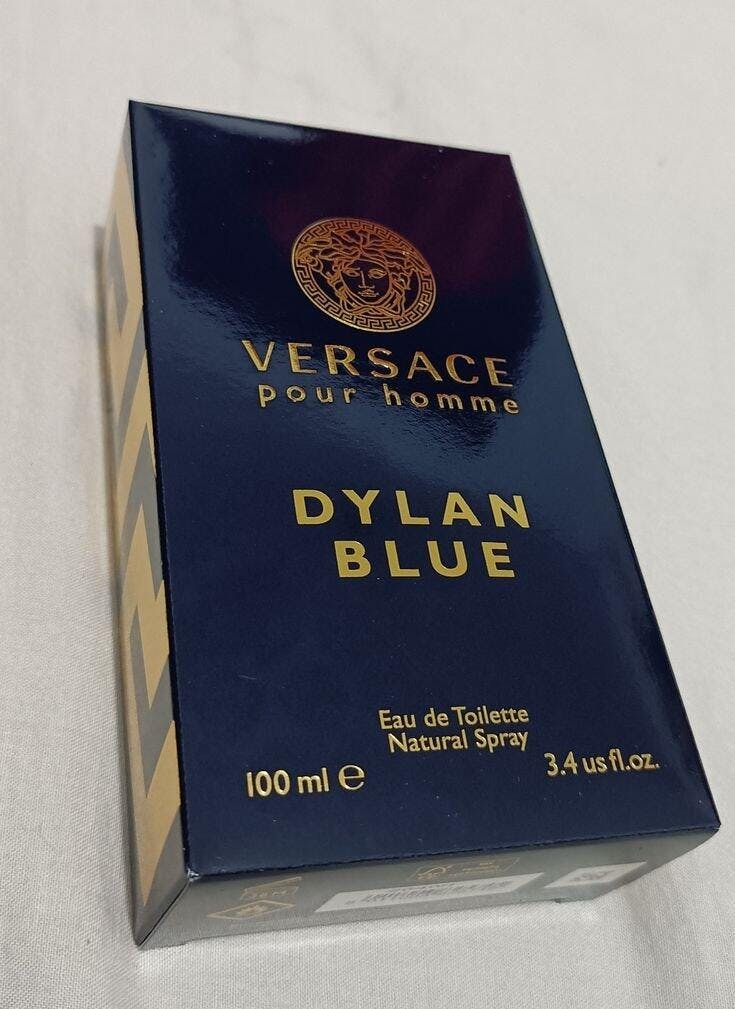 VERSACE
pour homme
DYLAN
BLUE
Eau de Toilette
Natural Spray
100 ml ℮
3.4 us fl.oz.